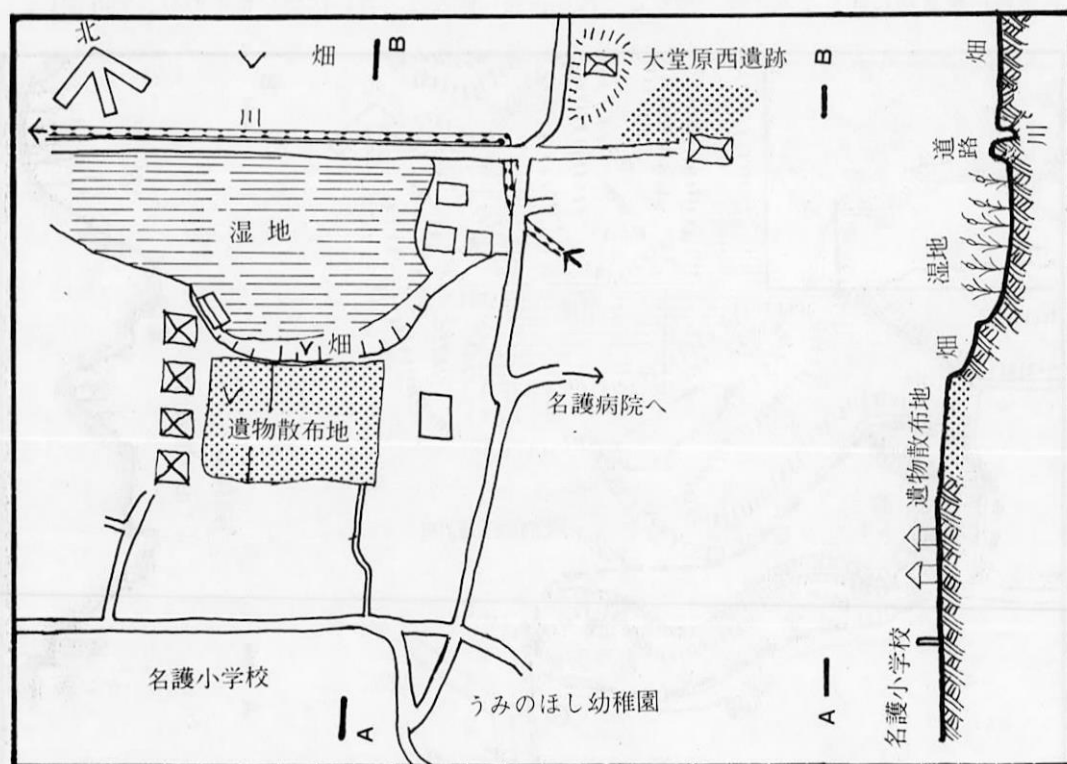 北
畑
B
大堂原西遺跡
川
湿地
畑
遺物散布地
名護病院へ
名護小学校
A
うみのほし幼稚園
B
畑
川
道路
湿地
畑
遺物散布地
名護小学校
A